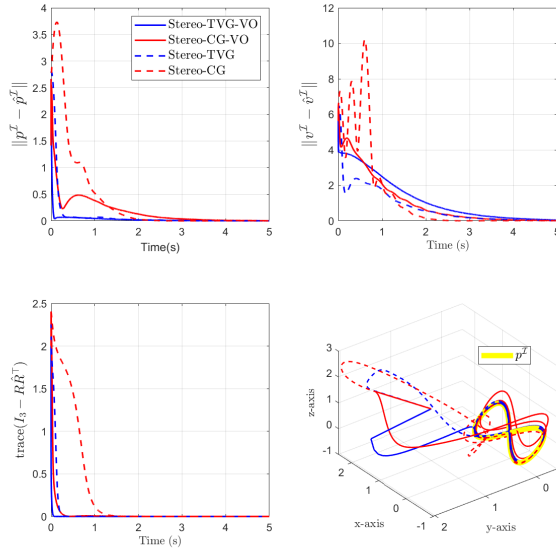 ‖p^ℐ − p̂^ℐ‖
4
3.5
3
2.5
2
1.5
1
0.5
0
0 1 2 3 4 5
Time(s)
Stereo-TVG-VO
Stereo-CG-VO
Stereo-TVG
Stereo-CG
‖v^ℐ − v̂^ℐ‖
12
10
8
6
4
2
0
0 1 2 3 4 5
Time (s)
trace(I₃ − RR̂^⊤)
2.5
2
1.5
1
0.5
0
0 1 2 3 4 5
Time (s)
p^ℐ
z-axis
3
2
1
0
-1
x-axis
2
1
0
-1
y-axis
2
1
0